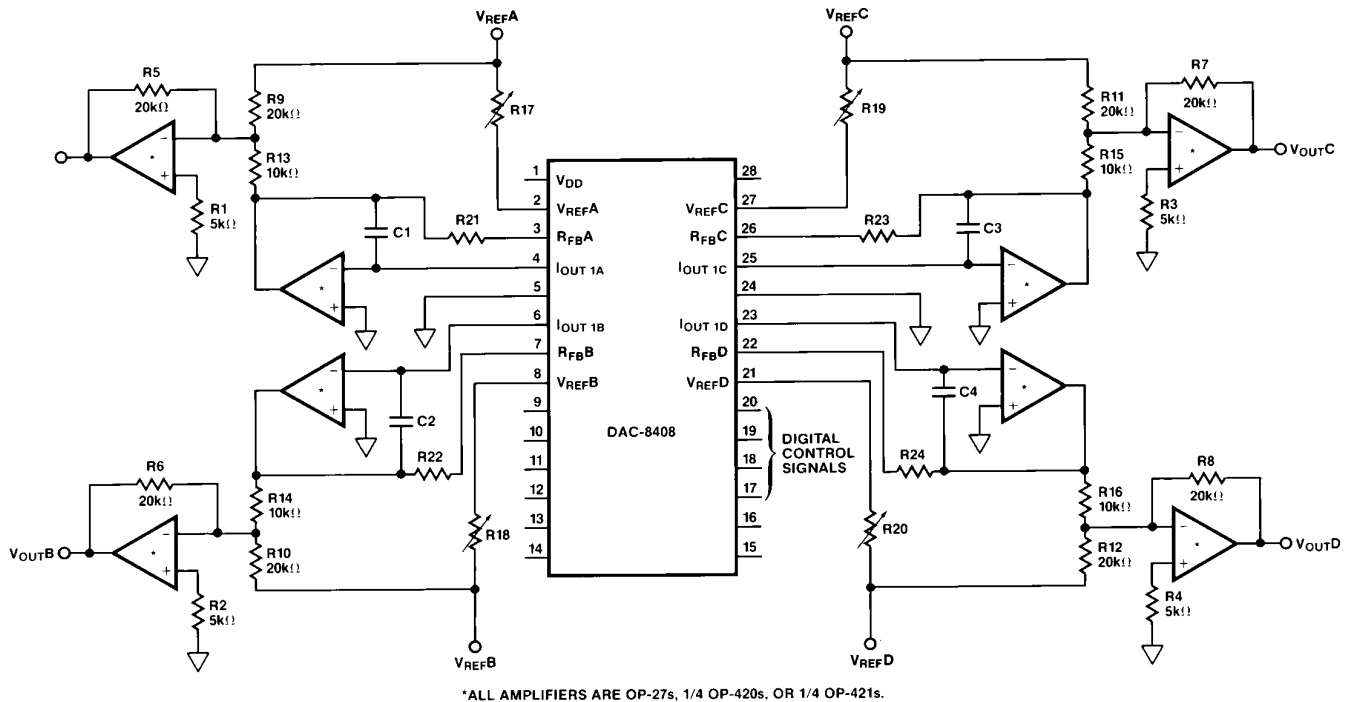 VREFA
VREFC
R5
20kΩ
R9
20kΩ
R17
R19
R11
20kΩ
R7
20kΩ
-
*
+
R13
10kΩ
R15
10kΩ
-
*
+
VOUTC
R1
5kΩ
R3
5kΩ
C1
R21
R23
C3
-
*
+
-
*
+
1 VDD
2 VREFA
3 RFBA
4 IOUT 1A
5
6 IOUT 1B
7 RFBB
8 VREFB
9
10
11
12
13
14
DAC-8408
28
VREFC 27
RFBC 26
IOUT 1C 25
24
IOUT 1D 23
RFBD 22
VREFD 21
20
19
18
17
16
15
DIGITAL
CONTROL
SIGNALS
-
*
+
C2
R22
C4
R24
-
*
+
R6
20kΩ
R14
10kΩ
R18
R20
R16
10kΩ
R8
20kΩ
VOUTB
-
*
+
R10
20kΩ
R12
20kΩ
-
*
+
VOUTD
R2
5kΩ
R4
5kΩ
VREFB
VREFD
*ALL AMPLIFIERS ARE OP-27s, 1/4 OP-420s, OR 1/4 OP-421s.